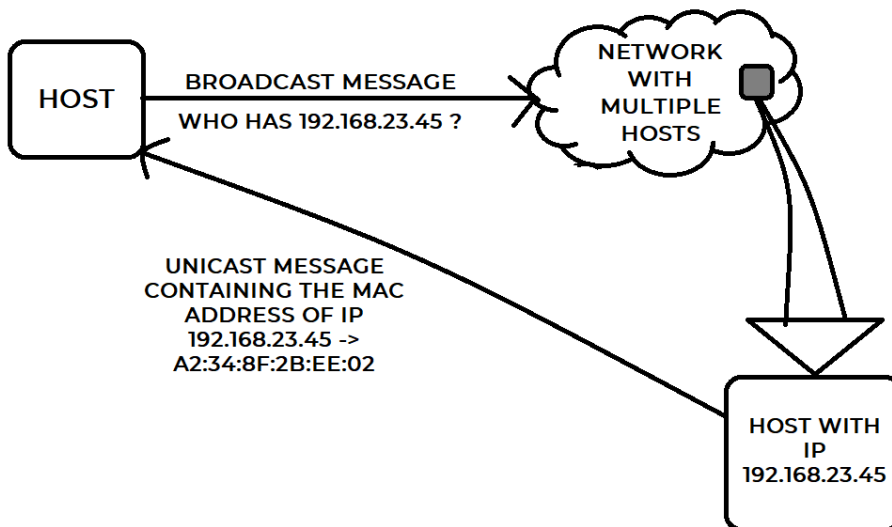 HOST
BROADCAST MESSAGE
WHO HAS 192.168.23.45 ?
NETWORK
WITH
MULTIPLE
HOSTS
UNICAST MESSAGE
CONTAINING THE MAC
ADDRESS OF IP
192.168.23.45 ->
A2:34:8F:2B:EE:02
HOST WITH
IP
192.168.23.45